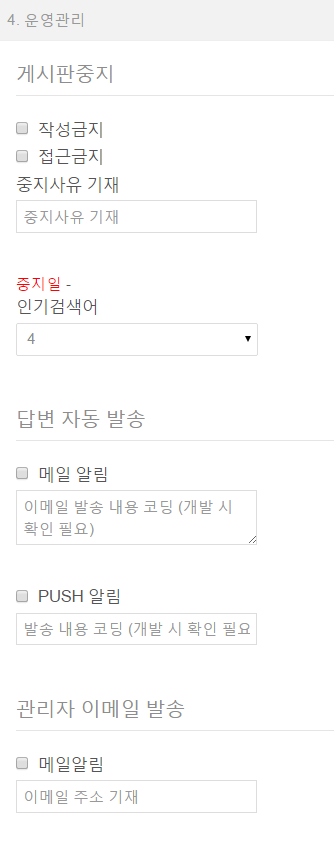 4. 운영관리
게시판중지
작성금지
접근금지
중지사유 기재
중지사유 기재
중지일 -
인기검색어
4
답변 자동 발송
메일 알림
이메일 발송 내용 코딩 (개발 시
확인 필요)
PUSH 알림
발송 내용 코딩 (개발 시 확인 필요
관리자 이메일 발송
메일알림
이메일 주소 기재